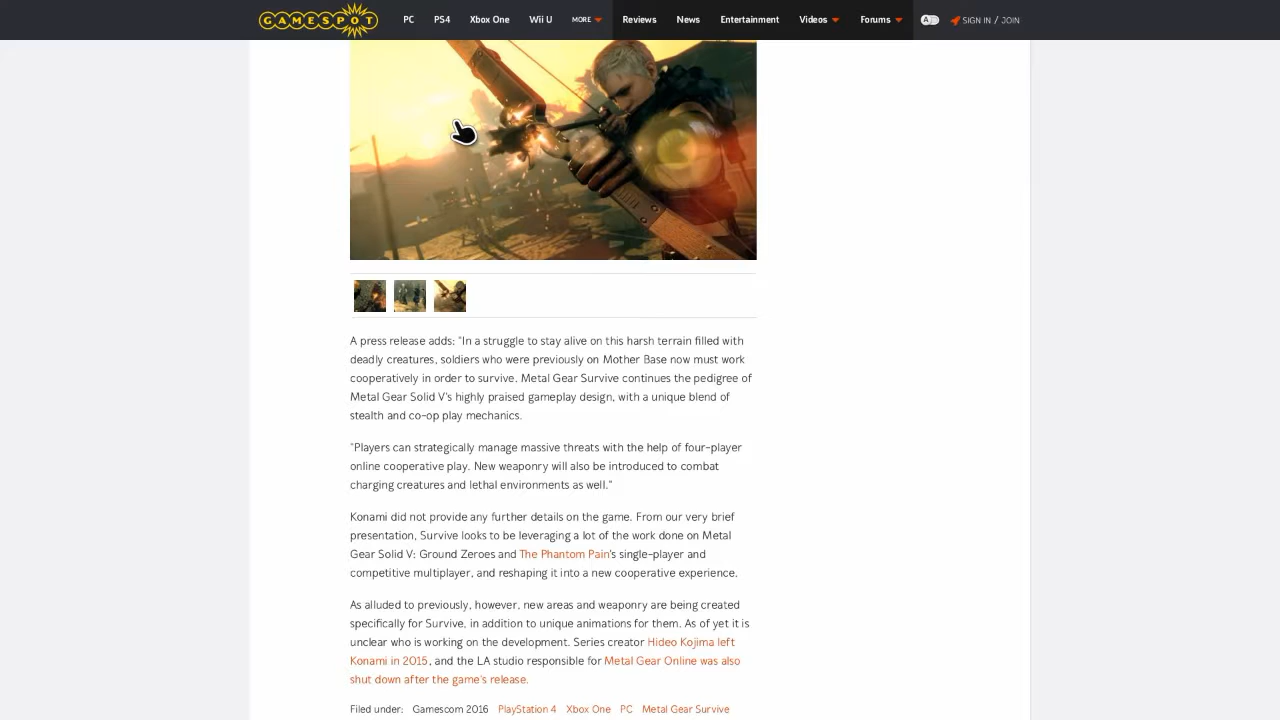 GAMESPOT PC PS4 Xbox One Wii U MORE Reviews News Entertainment Videos Forums A SIGN IN / JOIN
A press release adds: "In a struggle to stay alive on this harsh terrain filled with
deadly creatures, soldiers who were previously on Mother Base now must work
cooperatively in order to survive. Metal Gear Survive continues the pedigree of
Metal Gear Solid V's highly praised gameplay design, with a unique blend of
stealth and co-op play mechanics.
"Players can strategically manage massive threats with the help of four-player
online cooperative play. New weaponry will also be introduced to combat
charging creatures and lethal environments as well."
Konami did not provide any further details on the game. From our very brief
presentation, Survive looks to be leveraging a lot of the work done on Metal
Gear Solid V: Ground Zeroes and The Phantom Pain's single-player and
competitive multiplayer, and reshaping it into a new cooperative experience.
As alluded to previously, however, new areas and weaponry are being created
specifically for Survive, in addition to unique animations for them. As of yet it is
unclear who is working on the development. Series creator Hideo Kojima left
Konami in 2015, and the LA studio responsible for Metal Gear Online was also
shut down after the game's release.
Filed under: Gamescom 2016 PlayStation 4 Xbox One PC Metal Gear Survive